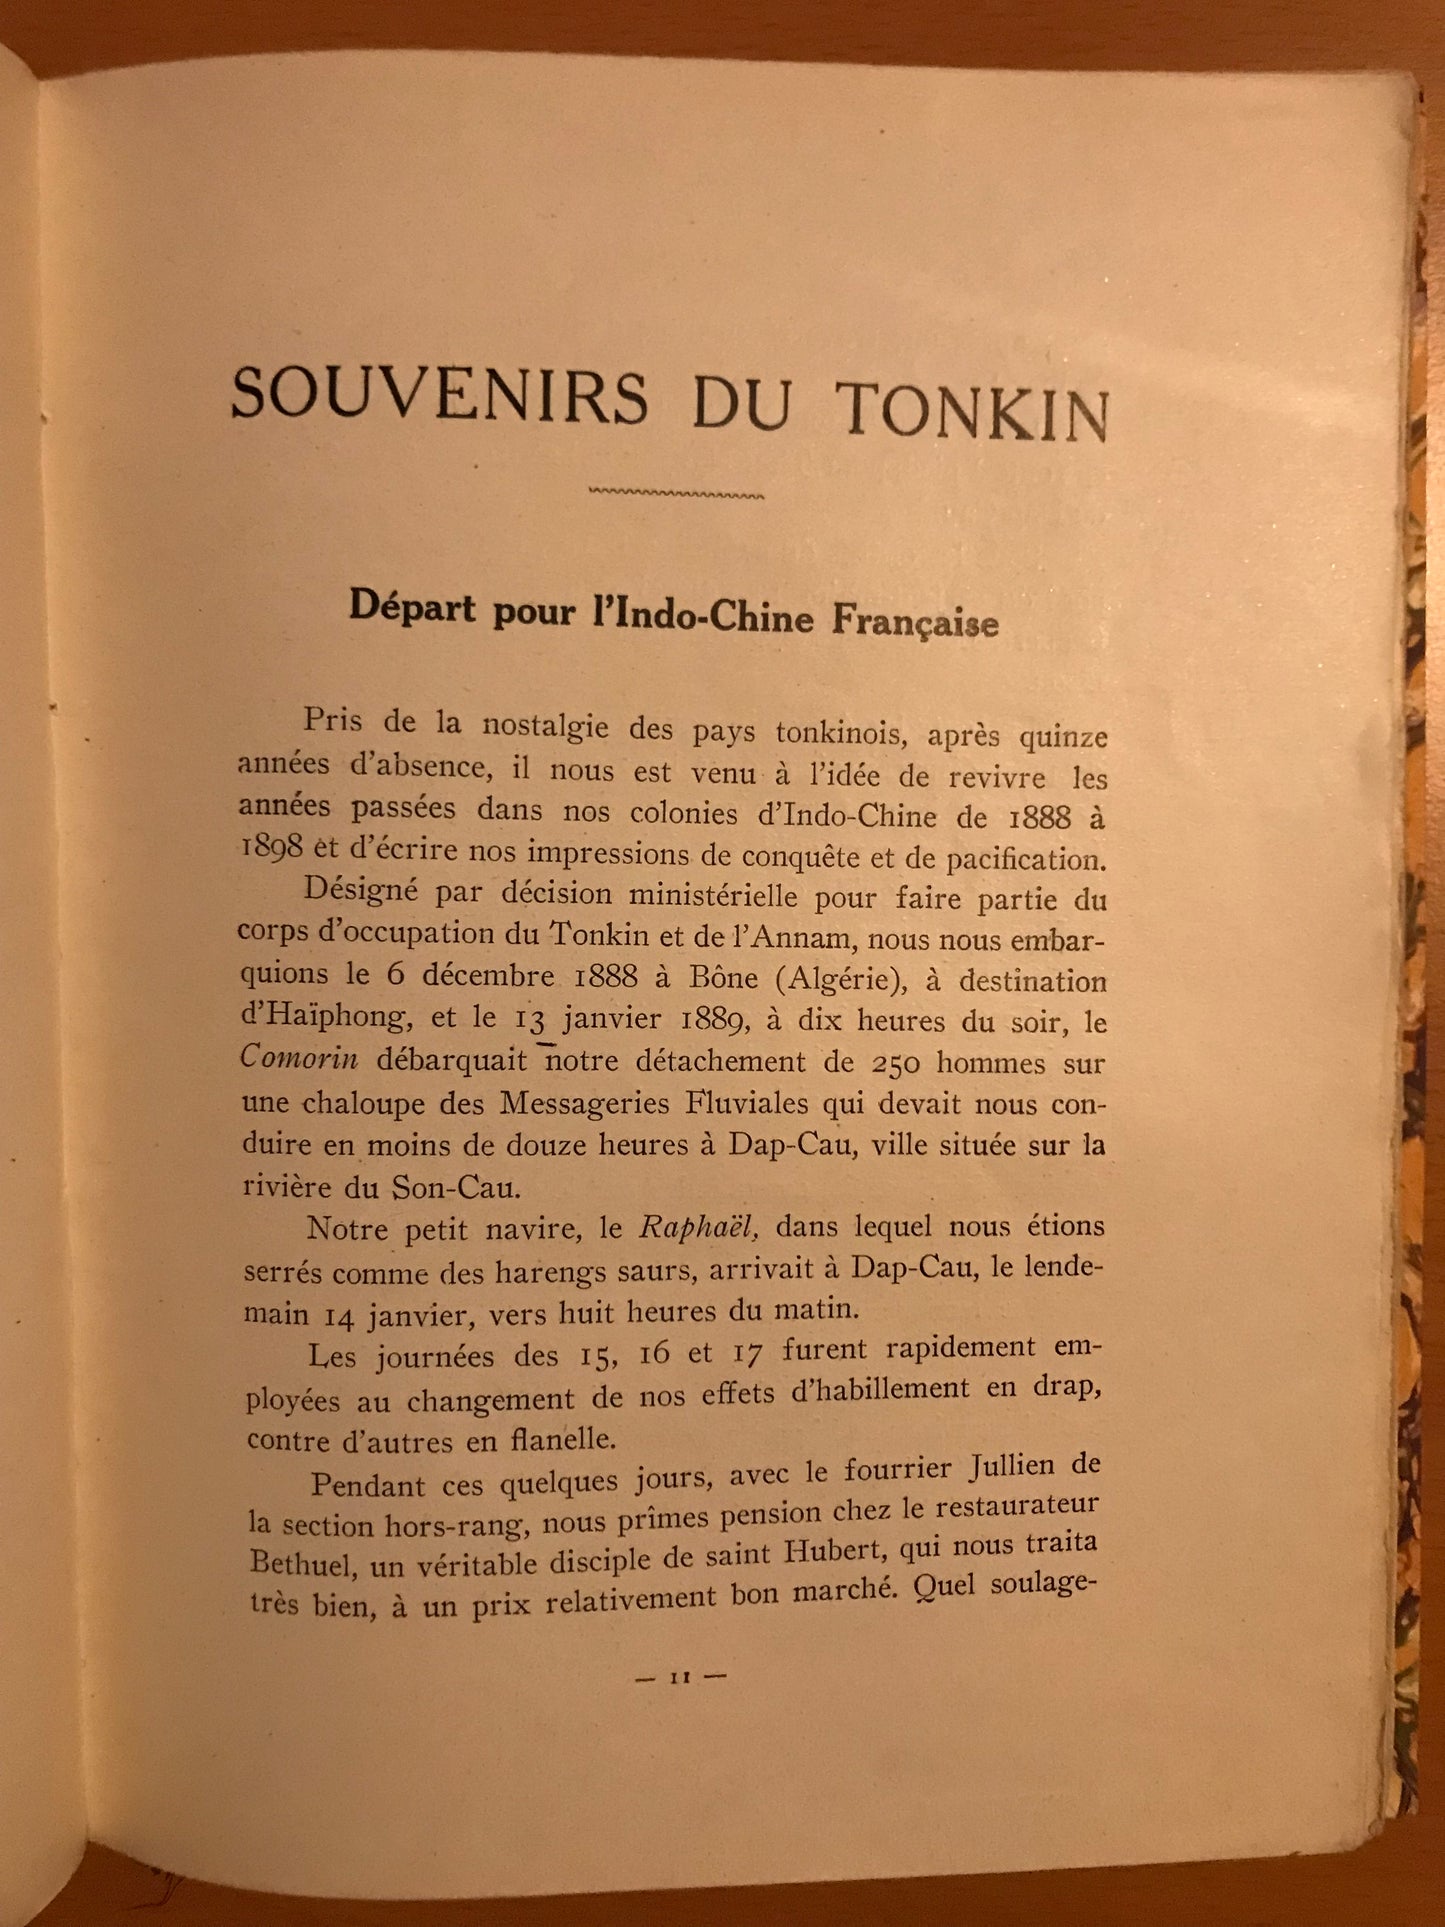 SOUVENIRS DU TONKIN
Départ pour l'Indo-Chine Française
Pris de la nostalgie des pays tonkinois, après quinze
années d'absence, il nous est venu à l'idée de revivre les
années passées dans nos colonies d'Indo-Chine de 1888 à
1898 et d'écrire nos impressions de conquête et de pacification.
Désigné par décision ministérielle pour faire partie du
corps d'occupation du Tonkin et de l'Annam, nous nous embar-
quions le 6 décembre 1888 à Bône (Algérie), à destination
d'Haïphong, et le 13 janvier 1889, à dix heures du soir, le
Comorin débarquait notre détachement de 250 hommes sur
une chaloupe des Messageries Fluviales qui devait nous con-
duire en moins de douze heures à Dap-Cau, ville située sur la
rivière du Son-Cau.
Notre petit navire, le Raphaël, dans lequel nous étions
serrés comme des harengs saurs, arrivait à Dap-Cau, le lende-
main 14 janvier, vers huit heures du matin.
Les journées des 15, 16 et 17 furent rapidement em-
ployées au changement de nos effets d'habillement en drap,
contre d'autres en flanelle.
Pendant ces quelques jours, avec le fourrier Jullien de
la section hors-rang, nous prîmes pension chez le restaurateur
Bethuel, un véritable disciple de saint Hubert, qui nous traita
très bien, à un prix relativement bon marché. Quel soulage-
— 11 —